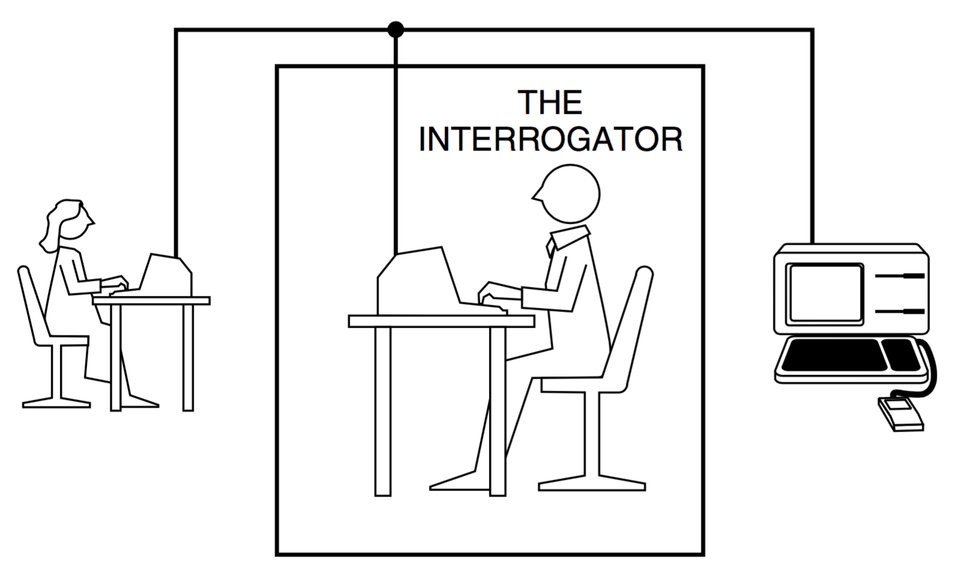 THE
INTERROGATOR